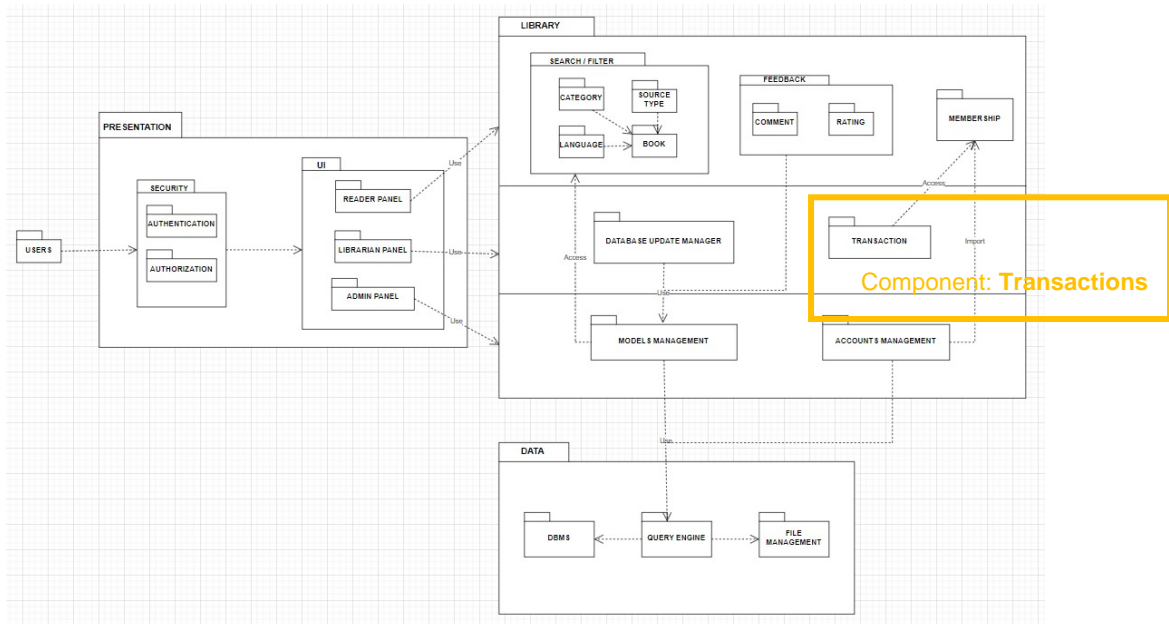 LIBRARY
SEARCH / FILTER
CATEGORY
SOURCE
TYPE
LANGUAGE
BOOK
FEEDBACK
COMMENT
RATING
MEMBERSHIP
PRESENTATION
SECURITY
AUTHENTICATION
AUTHORIZATION
UI
READER PANEL
LIBRARIAN PANEL
ADMIN PANEL
USERS
Use
Use
Use
Access
DATABASE UPDATE MANAGER
Access
TRANSACTION
Import
Component: Transactions
Use
MODELS MANAGEMENT
ACCOUNTS MANAGEMENT
Use
DATA
DBMS
QUERY ENGINE
FILE
MANAGEMENT